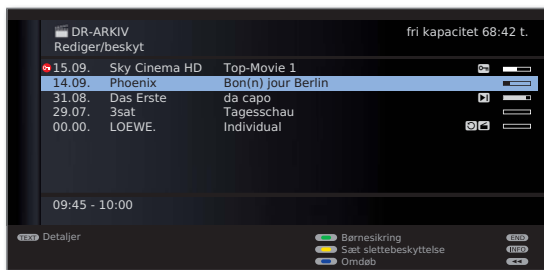 DR-ARKIV fri kapacitet 68:42 t.
Rediger/beskyt
15.09. Sky Cinema HD Top-Movie 1
14.09. Phoenix Bon(n) jour Berlin
31.08. Das Erste da capo
29.07. 3sat Tagesschau
00.00. LOEWE. Individual
09:45 - 10:00
TEXT Detaljer Børnesikring END
Sæt slettebeskyttelse INFO
Omdøb